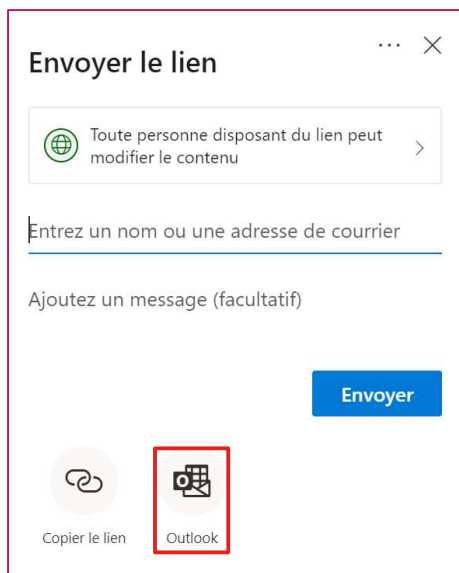 Envoyer le lien
Toute personne disposant du lien peut
modifier le contenu
Entrez un nom ou une adresse de courrier
Ajoutez un message (facultatif)
Envoyer
Copier le lien
Outlook